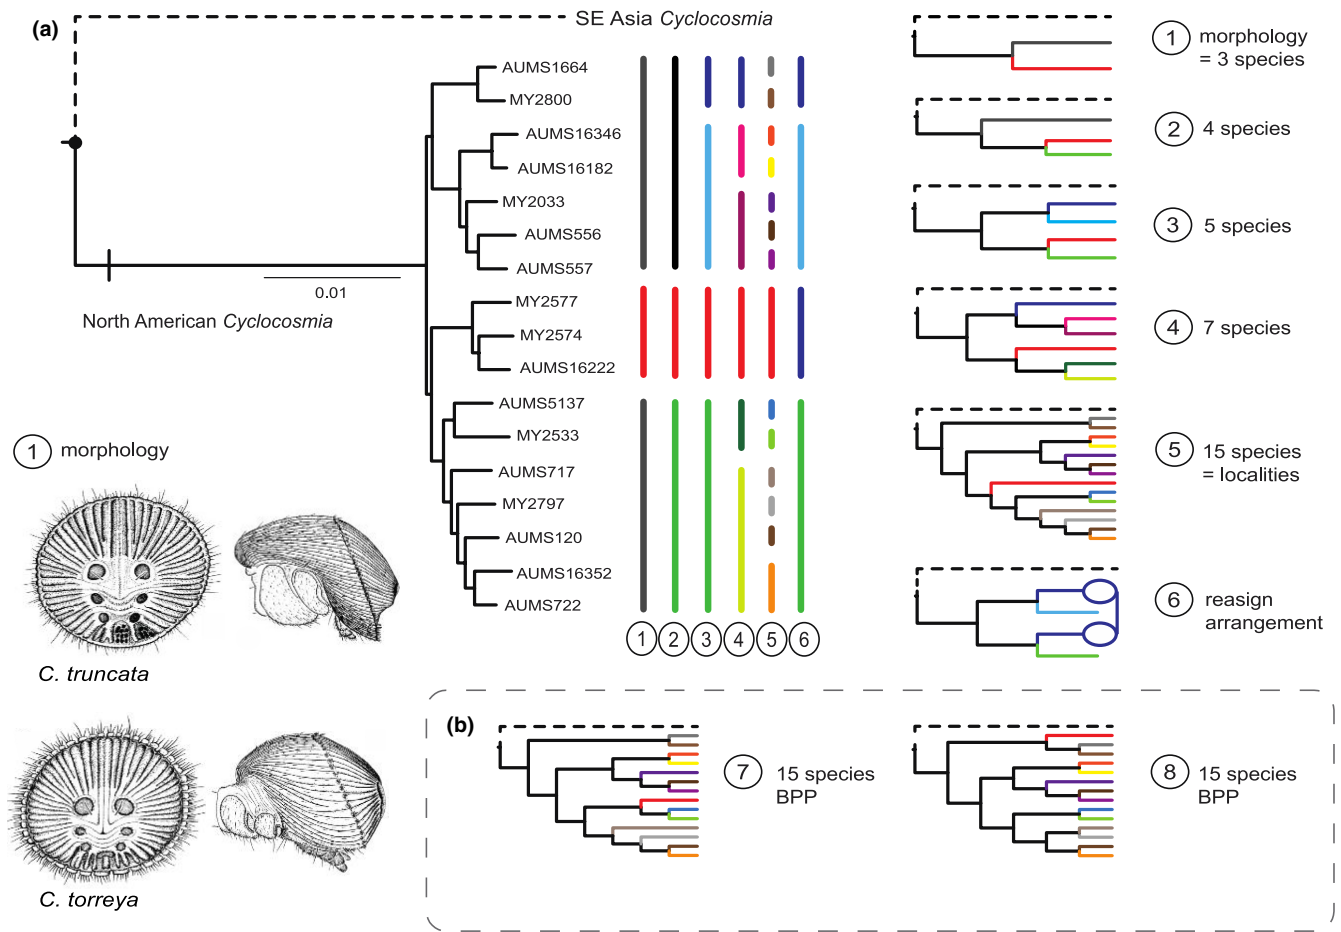 (a)
SE Asia Cyclocosmia
AUMS1664
MY2800
AUMS16346
AUMS16182
MY2033
AUMS556
AUMS557
MY2577
MY2574
AUMS16222
AUMS5137
MY2533
AUMS717
MY2797
AUMS120
AUMS16352
AUMS722
0.01
North American Cyclocosmia
1 2 3 4 5 6
1 morphology
C. truncata
C. torreya
1 morphology
= 3 species
2 4 species
3 5 species
4 7 species
5 15 species
= localities
6 reasign
arrangement
(b)
7 15 species
BPP
8 15 species
BPP